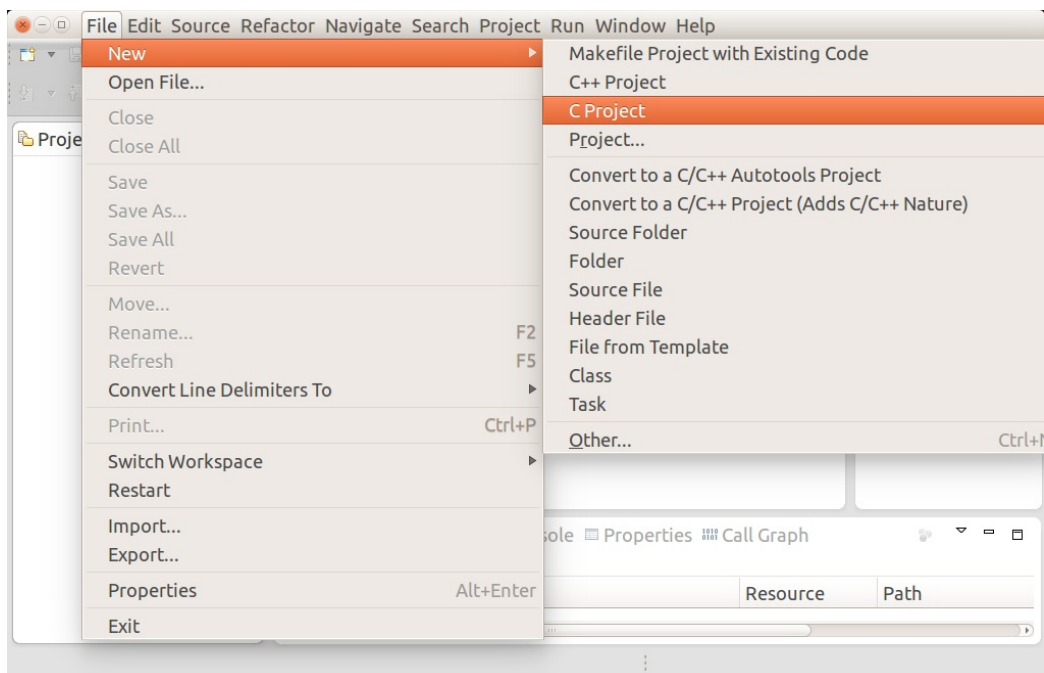 File Edit Source Refactor Navigate Search Project Run Window Help
New
Open File...
Close
Close All
Save
Save As...
Save All
Revert
Move...
Rename... F2
Refresh F5
Convert Line Delimiters To
Print... Ctrl+P
Switch Workspace
Restart
Import...
Export...
Properties Alt+Enter
Exit
Makefile Project with Existing Code
C++ Project
C Project
Project...
Convert to a C/C++ Autotools Project
Convert to a C/C++ Project (Adds C/C++ Nature)
Source Folder
Folder
Source File
Header File
File from Template
Class
Task
Other... Ctrl+N
Proje
sole Properties Call Graph
Resource Path